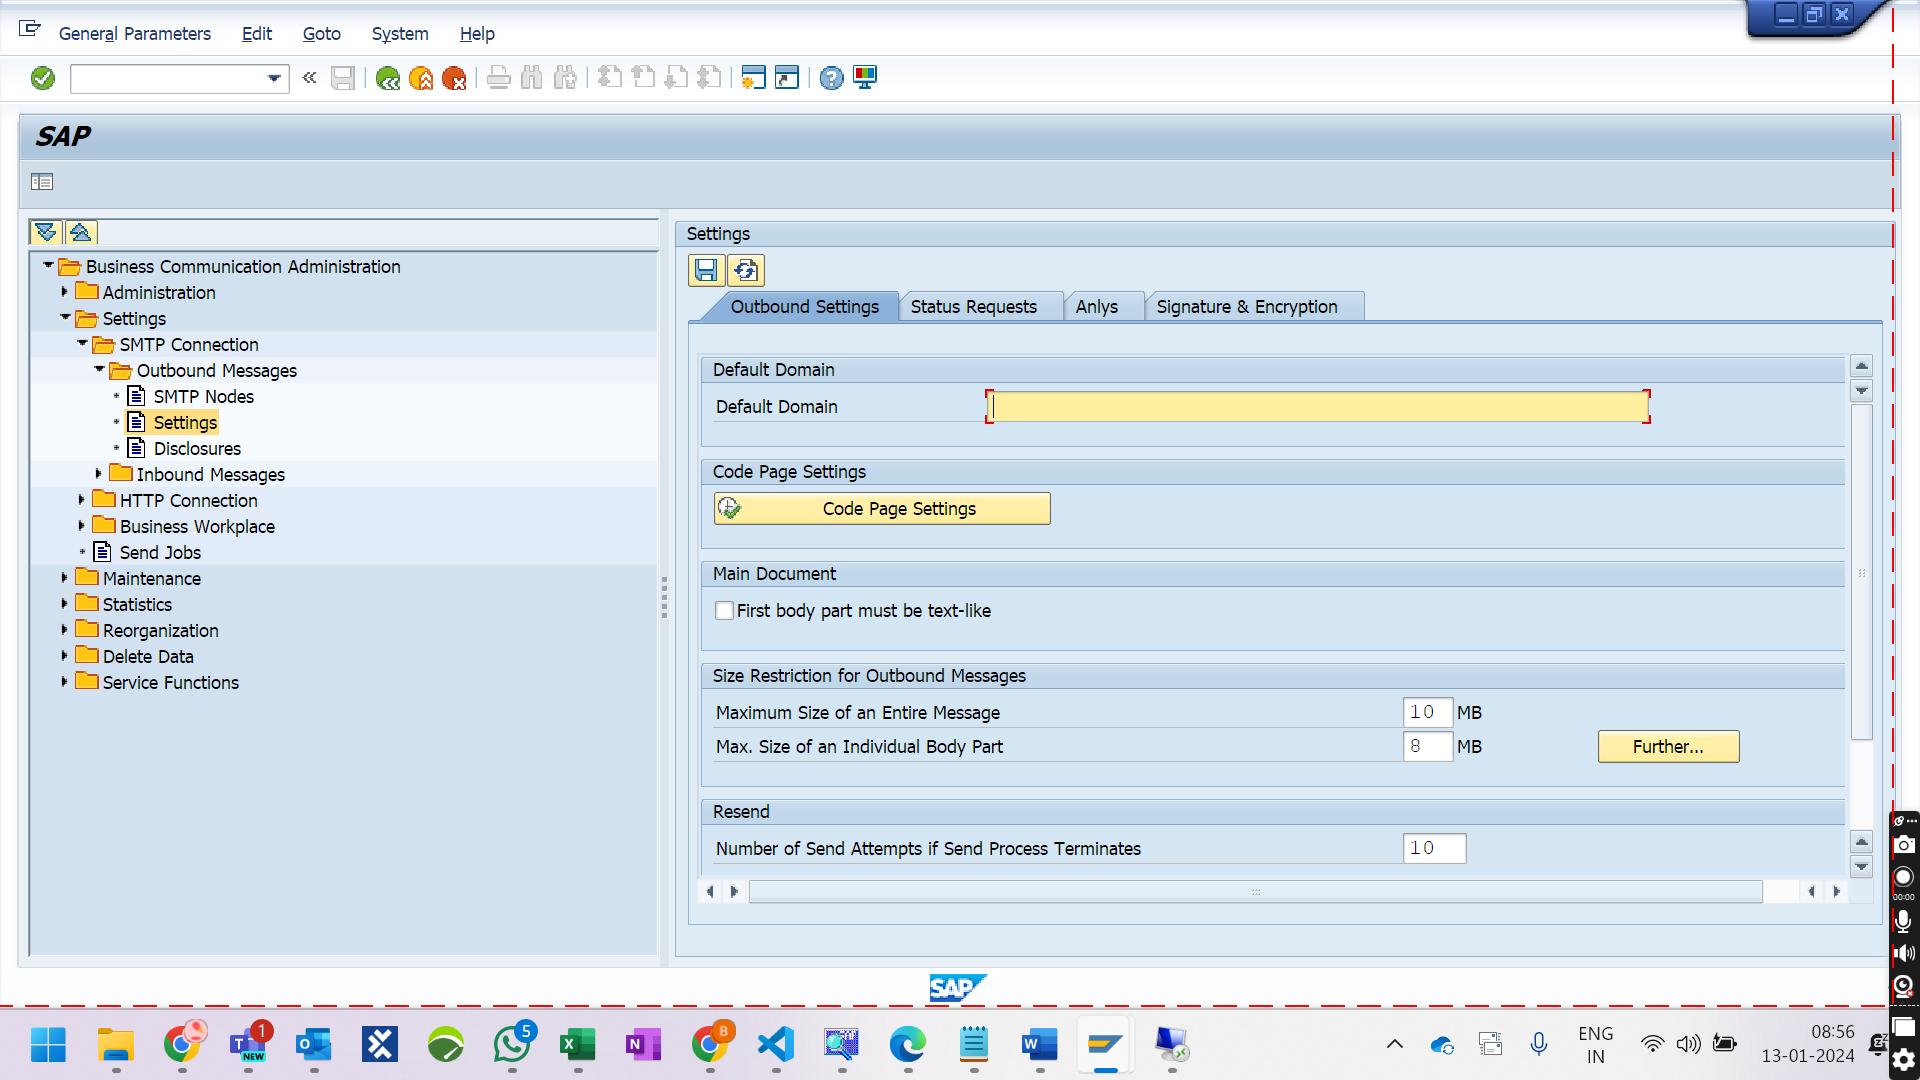 General Parameters Edit Goto System Help
SAP
Settings
Business Communication Administration
Administration
Settings
SMTP Connection
Outbound Messages
SMTP Nodes
Settings
Disclosures
Inbound Messages
HTTP Connection
Business Workplace
Send Jobs
Maintenance
Statistics
Reorganization
Delete Data
Service Functions
Outbound Settings Status Requests Anlys Signature & Encryption
Default Domain
Default Domain
Code Page Settings
Code Page Settings
Main Document
First body part must be text-like
Size Restriction for Outbound Messages
Maximum Size of an Entire Message 10 MB
Max. Size of an Individual Body Part 8 MB Further...
Resend
Number of Send Attempts if Send Process Terminates 10
00:00
SAP
1
NEW
5
B
ENG
IN
08:56
13-01-2024